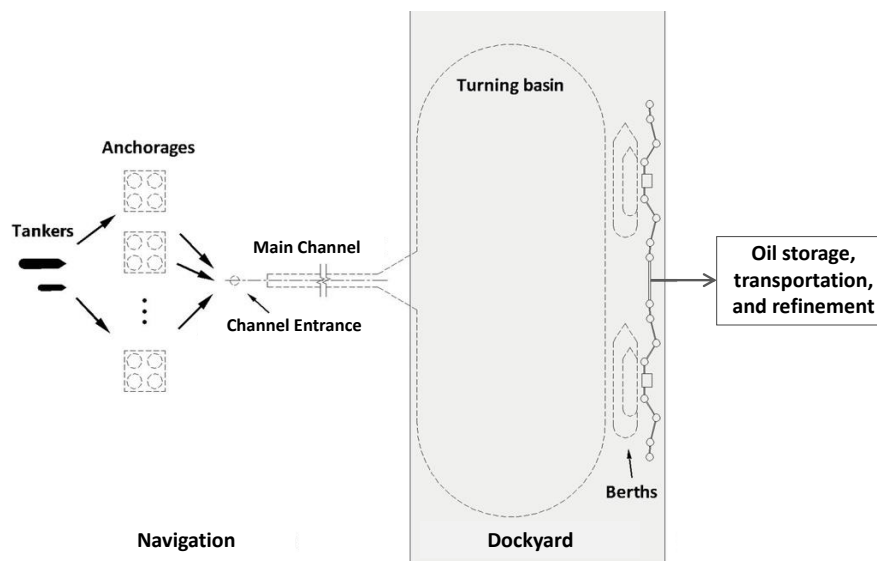 Turning basin
Anchorages
Tankers
Main Channel
Channel Entrance
Oil storage,
transportation,
and refinement
Berths
Navigation
Dockyard